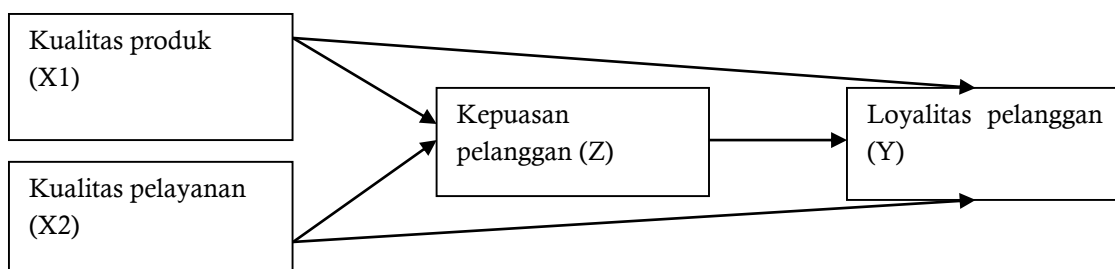 Kualitas produk
(X1)
Kepuasan
pelanggan (Z)
Loyalitas pelanggan
(Y)
Kualitas pelayanan
(X2)